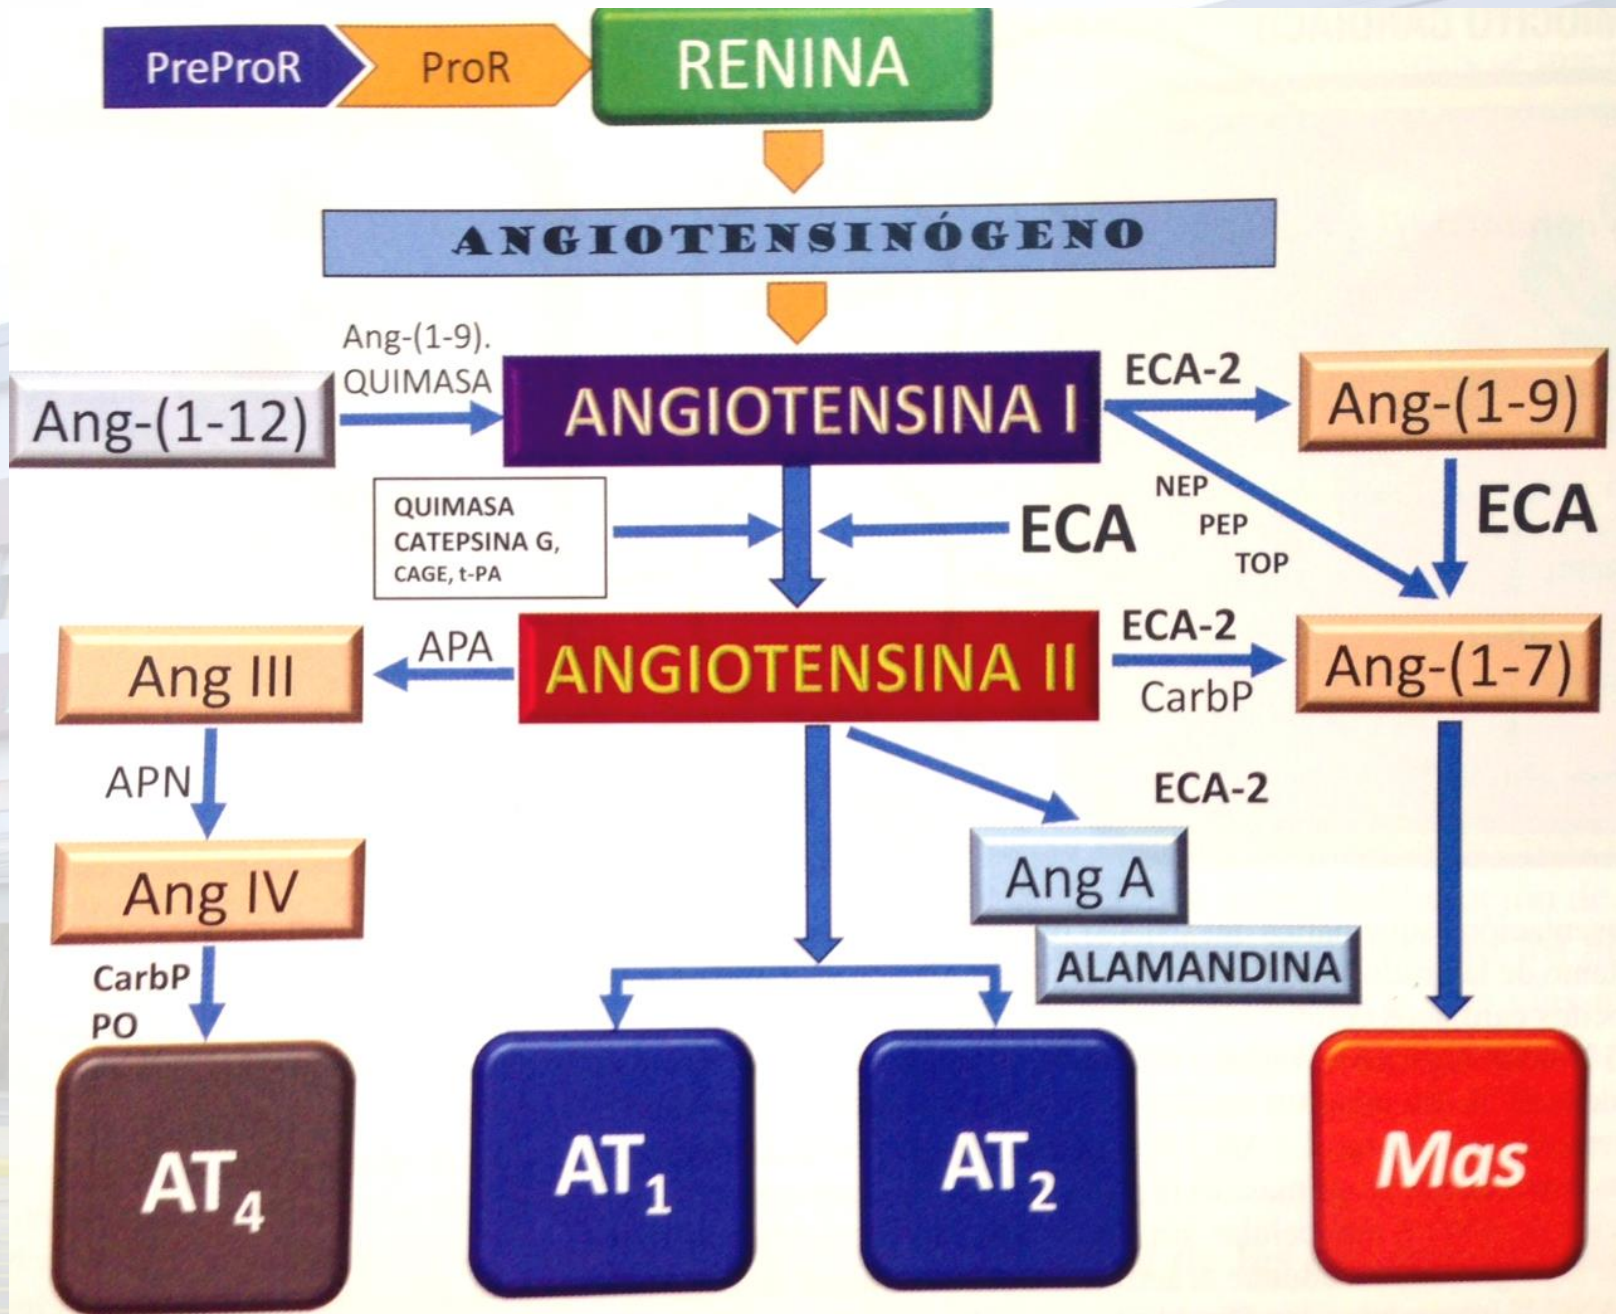 PreProR
ProR
RENINA
ANGIOTENSINÓGENO
Ang-(1-9).
QUIMASA
Ang-(1-12)
ANGIOTENSINA I
ECA-2
Ang-(1-9)
QUIMASA
CATEPSINA G,
CAGE, t-PA
ECA
NEP
PEP
TOP
ECA
Ang III
APA
ANGIOTENSINA II
ECA-2
CarbP
Ang-(1-7)
APN
ECA-2
Ang IV
Ang A
ALAMANDINA
CarbP
PO
AT4
AT1
AT2
Mas